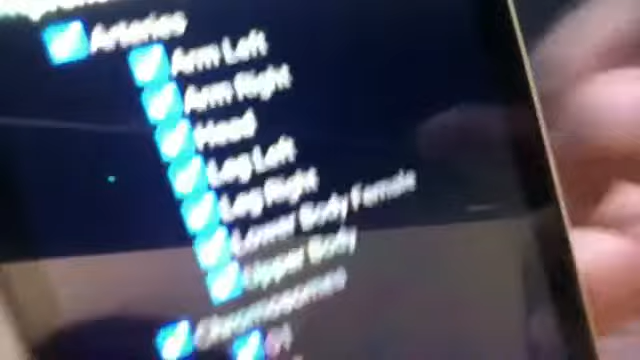 Arteries
Arm Left
Arm Right
Head
Leg Left
Leg Right
Lower Body Female
Upper Body
Chromosomes